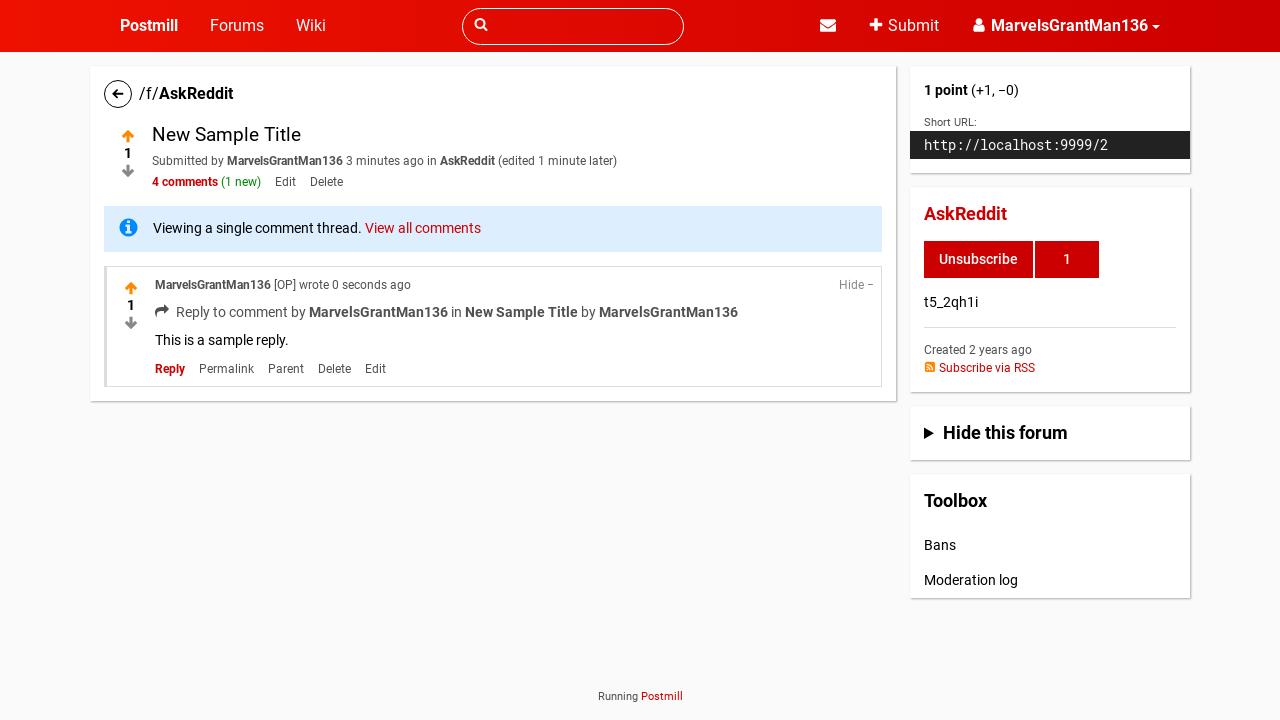 Postmill Forums Wiki Submit MarvelsGrantMan136
/f/AskReddit
1
New Sample Title
Submitted by MarvelsGrantMan136 3 minutes ago in AskReddit (edited 1 minute later)
4 comments (1 new) Edit Delete
Viewing a single comment thread. View all comments
1
MarvelsGrantMan136 [OP] wrote 0 seconds ago Hide −
Reply to comment by MarvelsGrantMan136 in New Sample Title by MarvelsGrantMan136
This is a sample reply.
Reply Permalink Parent Delete Edit
1 point (+1, −0)
Short URL:
http://localhost:9999/2
AskReddit
Unsubscribe 1
t5_2qh1i
Created 2 years ago
Subscribe via RSS
Hide this forum
Toolbox
Bans
Moderation log
Running Postmill